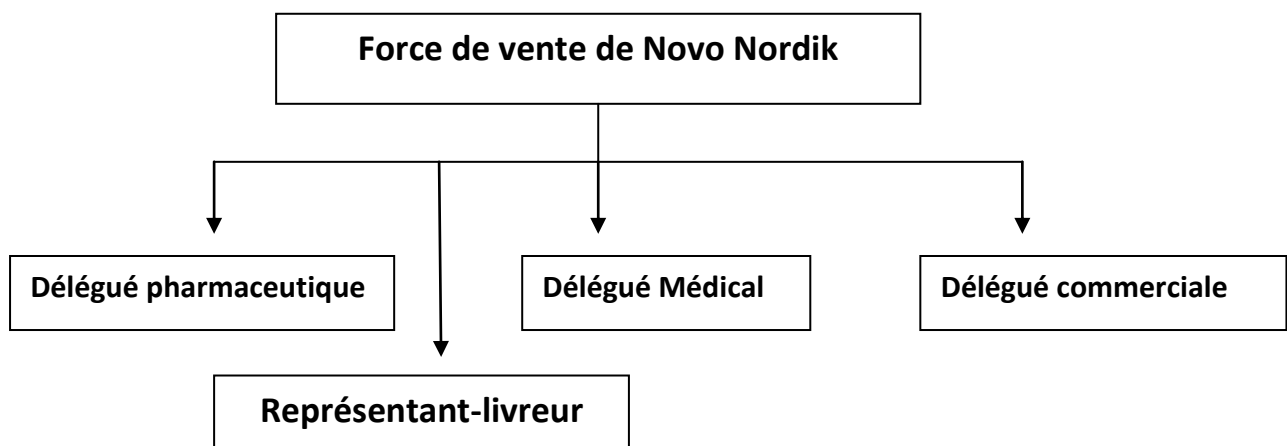 Force de vente de Novo Nordik
Délégué pharmaceutique
Délégué Médical
Délégué commerciale
Représentant-livreur